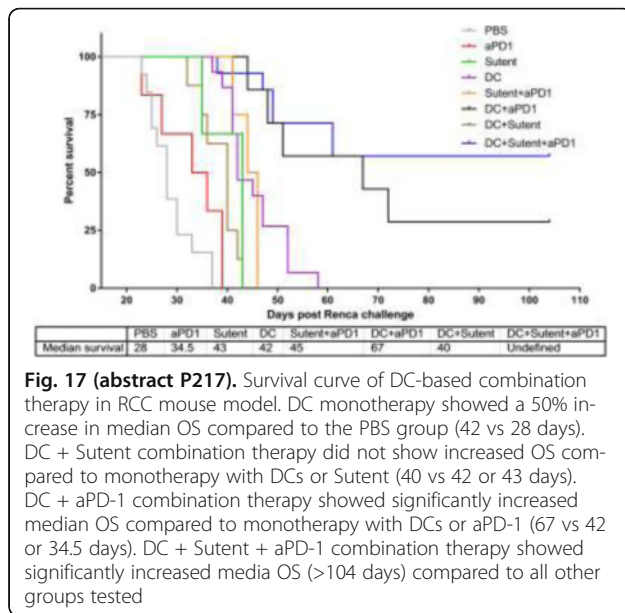 PBS
aPD1
Sutent
DC
Sutent+aPD1
DC+aPD1
DC+Sutent
DC+Sutent+aPD1
Percent survival
100
75
50
25
0
20 30 40 50 60 70 80 90 100 110
Days post Renca challenge
PBS aPD1 Sutent DC Sutent+aPD1 DC+aPD1 DC+Sutent DC+Sutent+aPD1
Median survival 28 34.5 43 42 45 67 40 Undefined
Fig. 17 (abstract P217). Survival curve of DC-based combination
therapy in RCC mouse model. DC monotherapy showed a 50% in-
crease in median OS compared to the PBS group (42 vs 28 days).
DC + Sutent combination therapy did not show increased OS com-
pared to monotherapy with DCs or Sutent (40 vs 42 or 43 days).
DC + aPD-1 combination therapy showed significantly increased
median OS compared to monotherapy with DCs or aPD-1 (67 vs 42
or 34.5 days). DC + Sutent + aPD-1 combination therapy showed
significantly increased media OS (>104 days) compared to all other
groups tested